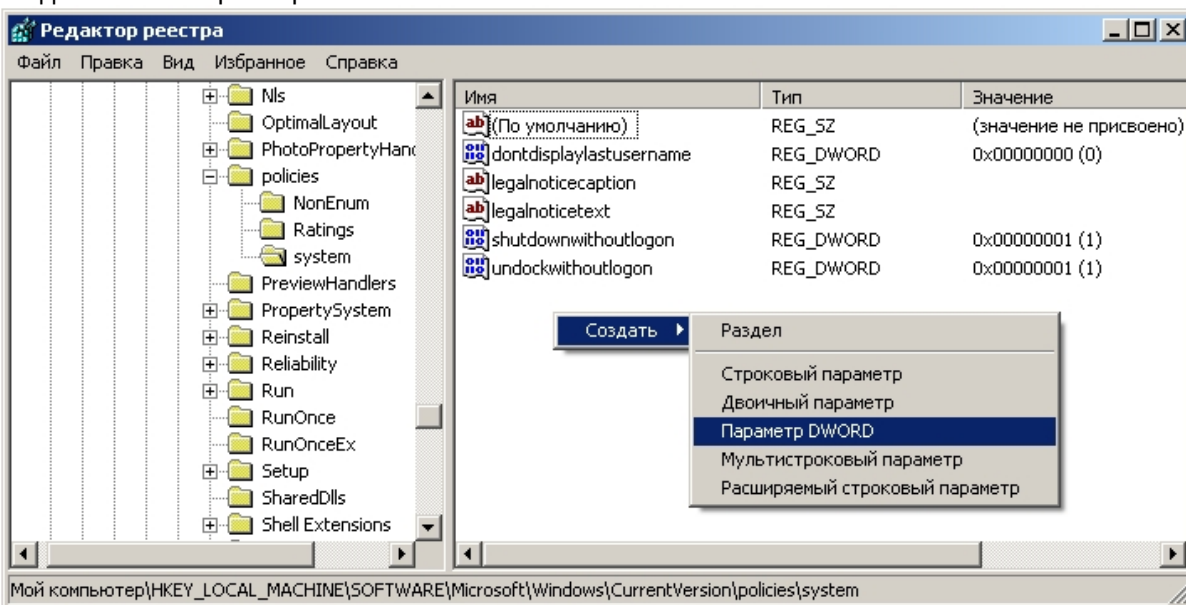 Редактор реестра
Файл Правка Вид Избранное Справка
Nls
OptimalLayout
PhotoPropertyHand
policies
NonEnum
Ratings
system
PreviewHandlers
PropertySystem
Reinstall
Reliability
Run
RunOnce
RunOnceEx
Setup
SharedDlls
Shell Extensions
Имя Тип Значение
(По умолчанию) REG_SZ (значение не присвоено)
dontdisplaylastusername REG_DWORD 0x00000000 (0)
legalnoticecaption REG_SZ
legalnoticetext REG_SZ
shutdownwithoutlogon REG_DWORD 0x00000001 (1)
undockwithoutlogon REG_DWORD 0x00000001 (1)
Создать
Раздел
Строковый параметр
Двоичный параметр
Параметр DWORD
Мультистроковый параметр
Расширяемый строковый параметр
Мой компьютер\HKEY_LOCAL_MACHINE\SOFTWARE\Microsoft\Windows\CurrentVersion\policies\system